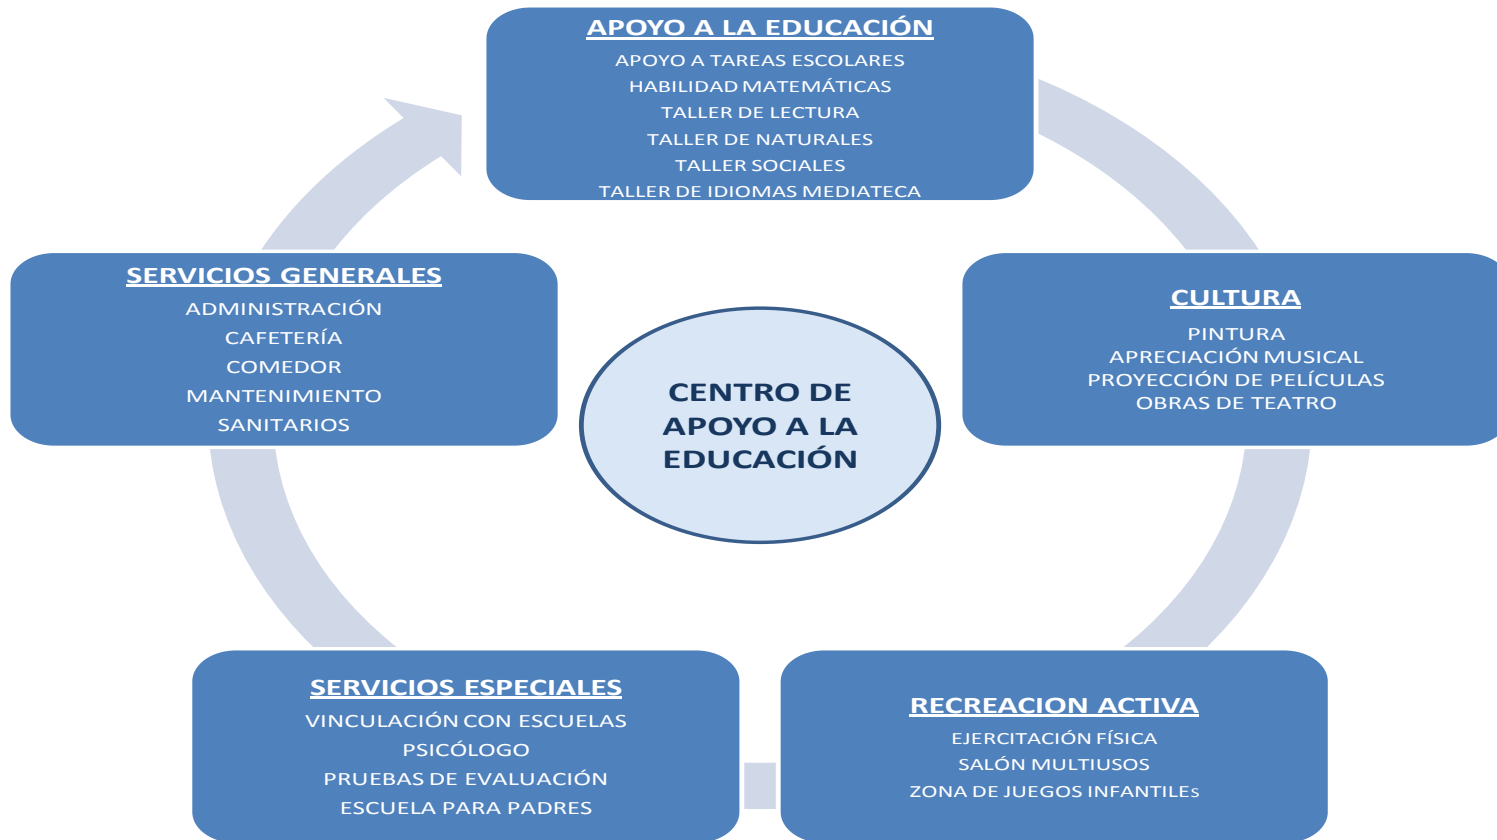 APOYO A LA EDUCACIÓN
APOYO A TAREAS ESCOLARES
HABILIDAD MATEMÁTICAS
TALLER DE LECTURA
TALLER DE NATURALES
TALLER SOCIALES
TALLER DE IDIOMAS MEDIATECA
CULTURA
PINTURA
APRECIACIÓN MUSICAL
PROYECCIÓN DE PELÍCULAS
OBRAS DE TEATRO
RECREACION ACTIVA
EJERCITACIÓN FÍSICA
SALÓN MULTIUSOS
ZONA DE JUEGOS INFANTILEs
SERVICIOS ESPECIALES
VINCULACIÓN CON ESCUELAS
PSICÓLOGO
PRUEBAS DE EVALUACIÓN
ESCUELA PARA PADRES
SERVICIOS GENERALES
ADMINISTRACIÓN
CAFETERÍA
COMEDOR
MANTENIMIENTO
SANITARIOS
CENTRO DE
APOYO A LA
EDUCACIÓN